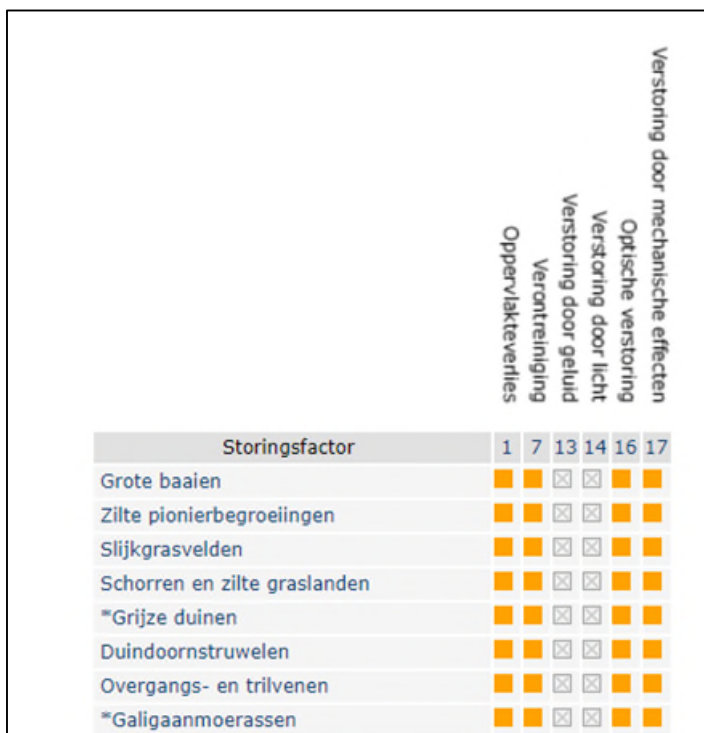 Oppervlakteverlies
Verontreiniging
Verstoring door geluid
Verstoring door licht
Optische verstoring
Verstoring door mechanische effecten
Storingsfactor 1 7 13 14 16 17
Grote baaien
Zilte pionierbegroeiingen
Slijkgrasvelden
Schorren en zilte graslanden
*Grijze duinen
Duindoornstruwelen
Overgangs- en trilvenen
*Galigaanmoerassen